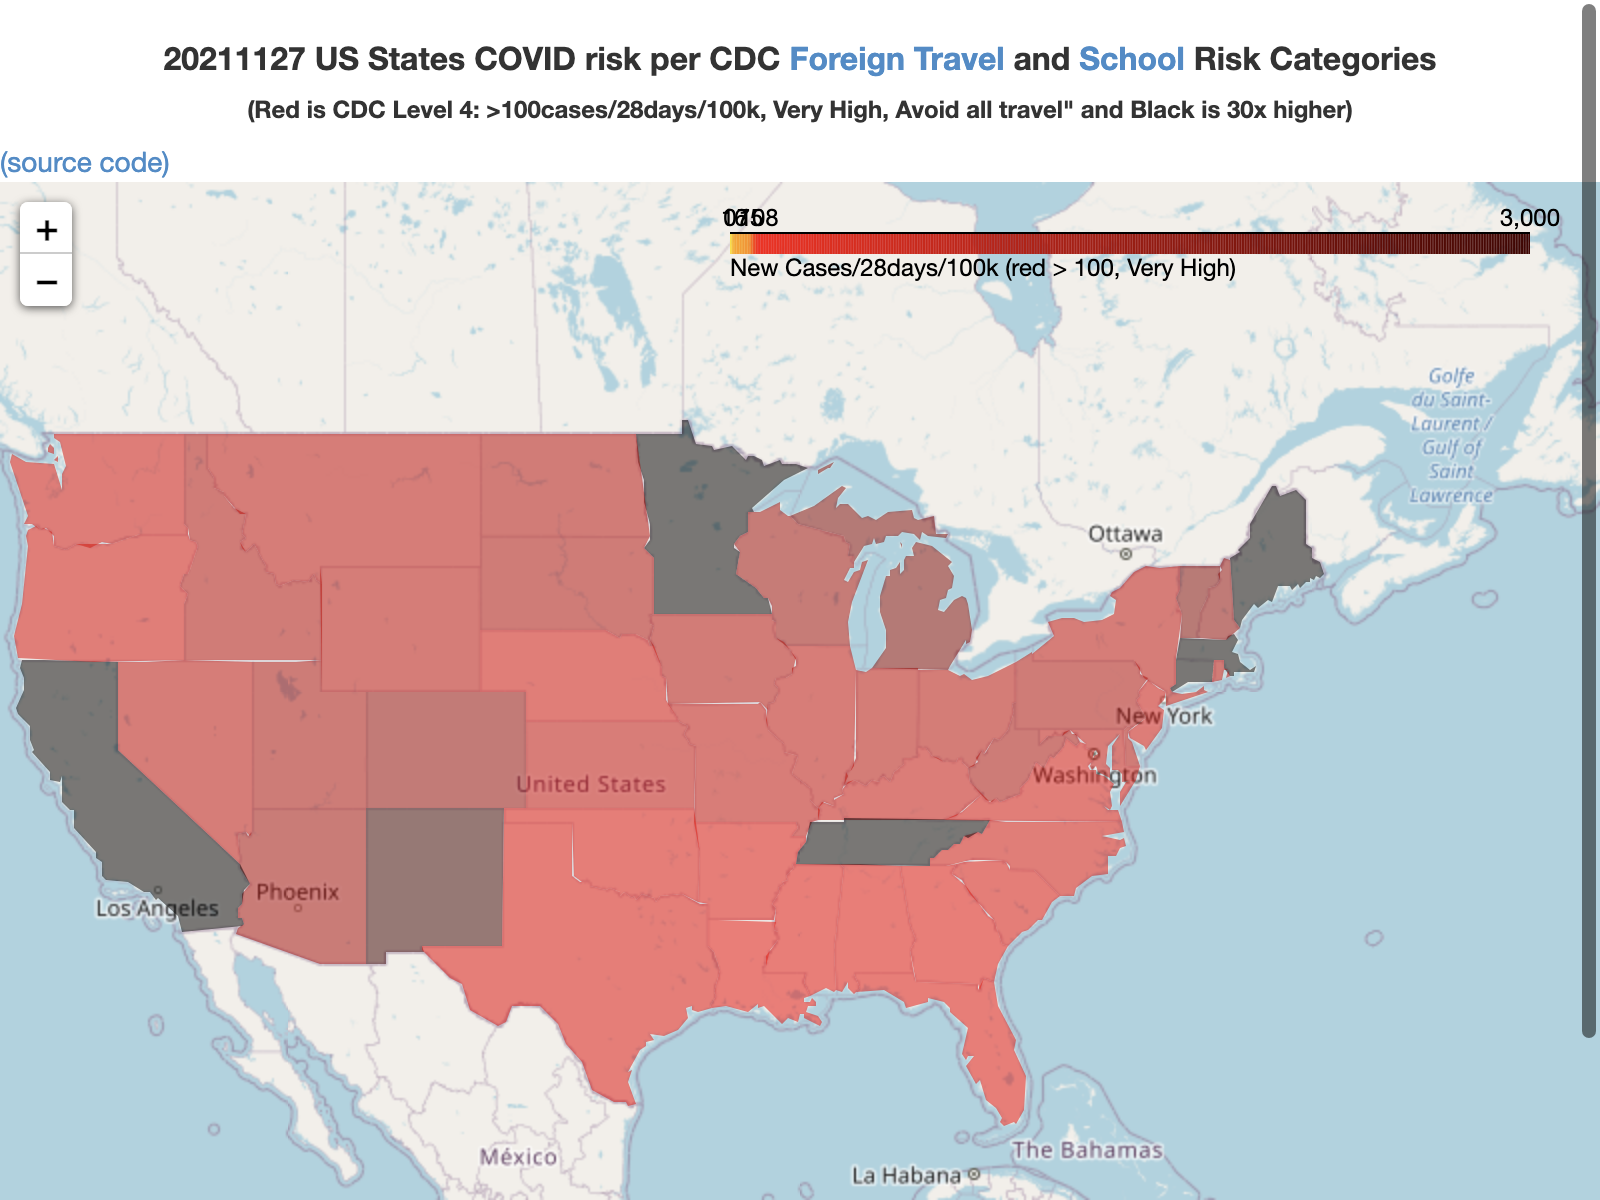 20211127 US States COVID risk per CDC Foreign Travel and School Risk Categories
(Red is CDC Level 4: >100cases/28days/100k, Very High, Avoid all travel" and Black is 30x higher)
(source code)
+
−
3,000
New Cases/28days/100k (red > 100, Very High)
Golfe
du Saint-
Laurent /
Gulf of
Saint
Lawrence
Ottawa
New York
Washington
United States
Phoenix
Los Angeles
The Bahamas
México
La Habana